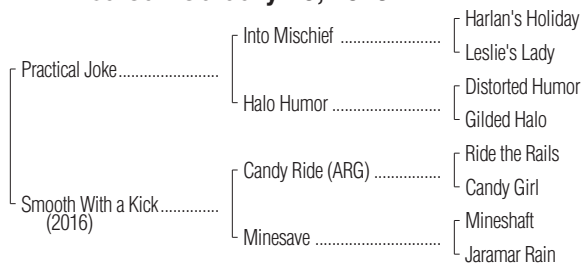 Harlan's Holiday
Into Mischief
Leslie's Lady
Practical Joke
Distorted Humor
Halo Humor
Gilded Halo
Ride the Rails
Candy Ride (ARG)
Candy Girl
Smooth With a Kick
(2016)
Mineshaft
Minesave
Jaramar Rain